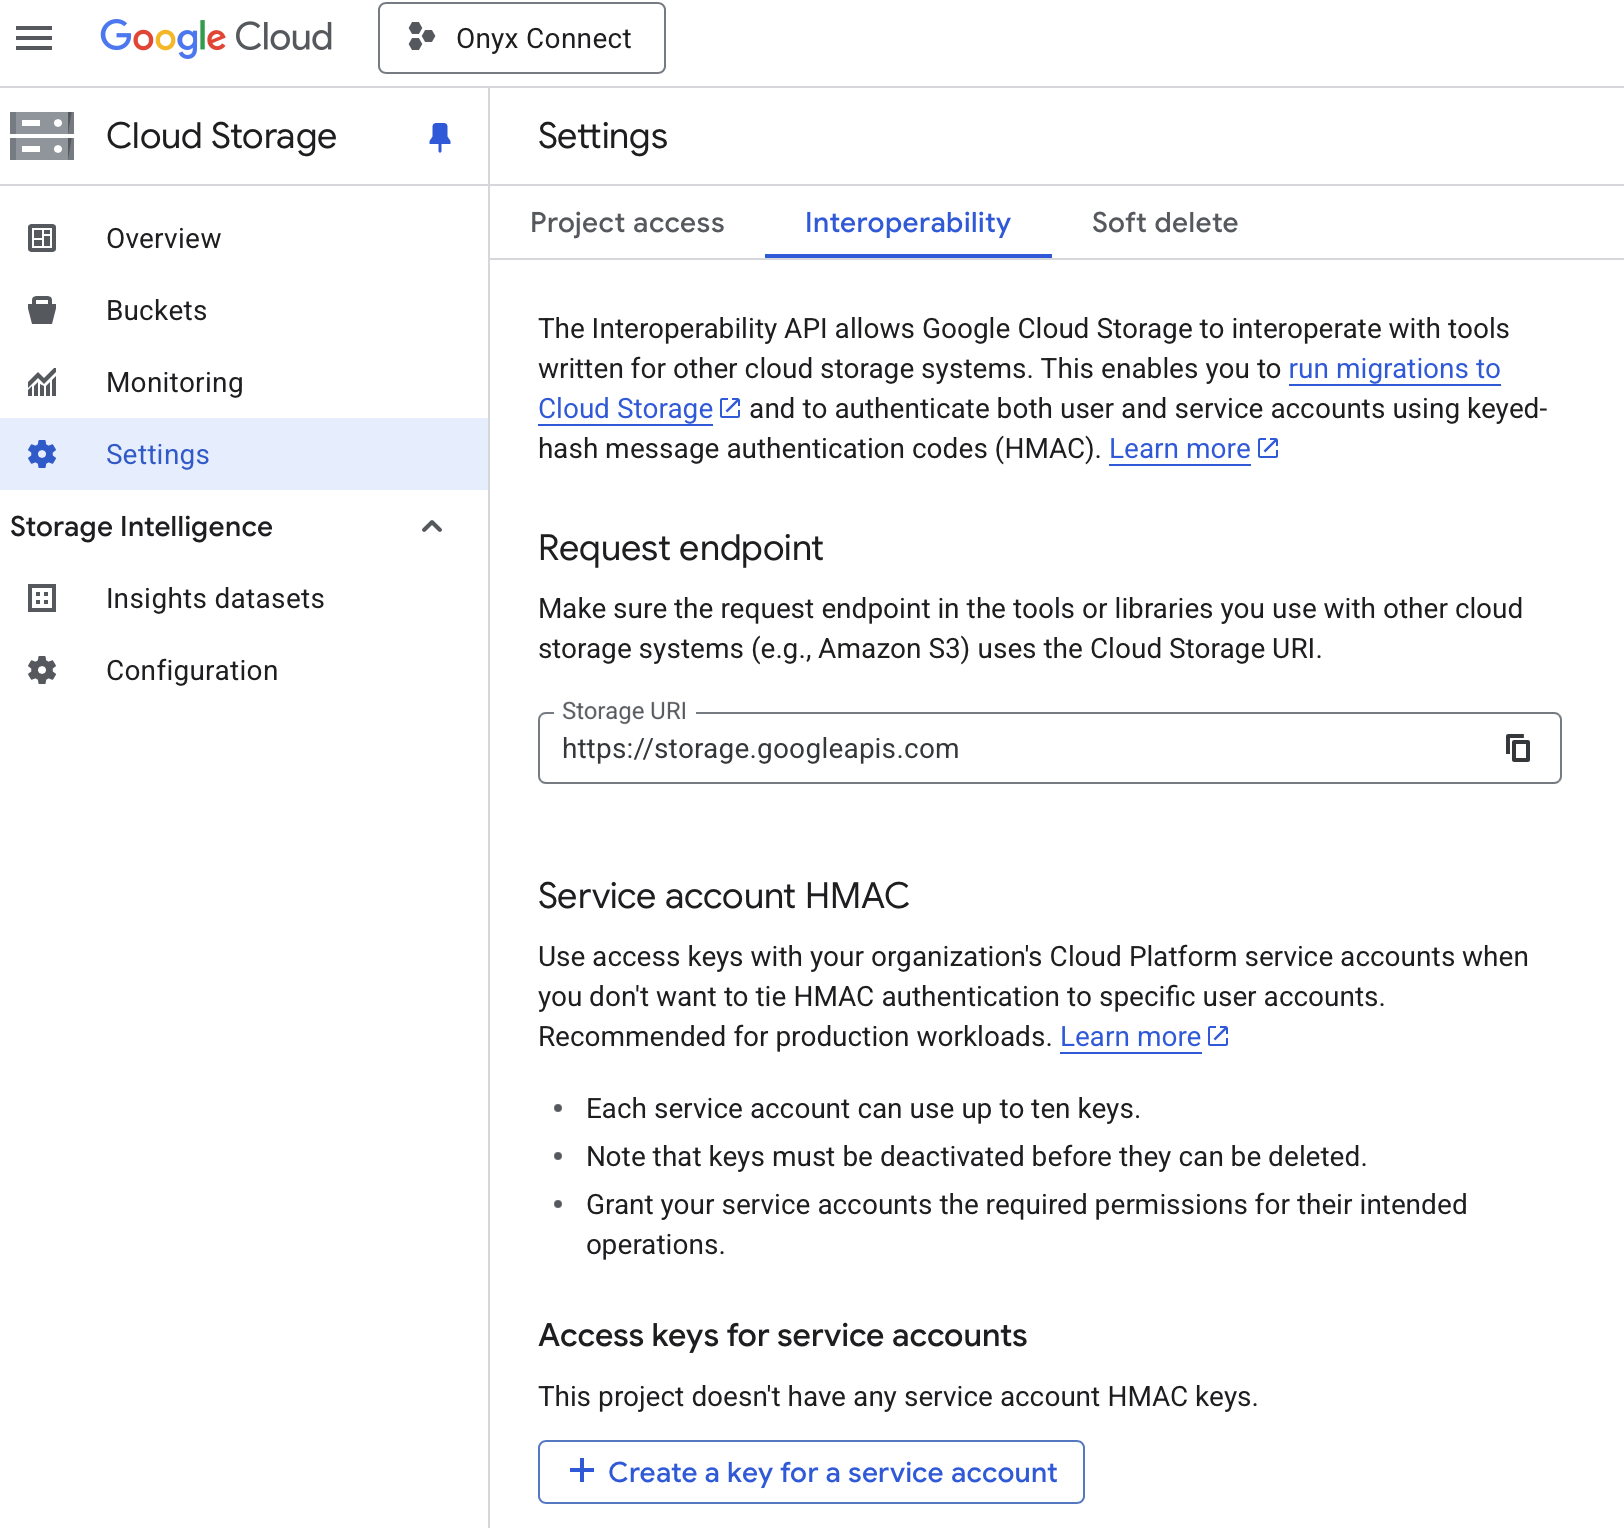 Google Cloud
Onyx Connect
Cloud Storage
Overview
Buckets
Monitoring
Settings
Storage Intelligence
Insights datasets
Configuration
Settings
Project access
Interoperability
Soft delete
The Interoperability API allows Google Cloud Storage to interoperate with tools
written for other cloud storage systems. This enables you to run migrations to
Cloud Storage and to authenticate both user and service accounts using keyed-
hash message authentication codes (HMAC). Learn more
Request endpoint
Make sure the request endpoint in the tools or libraries you use with other cloud
storage systems (e.g., Amazon S3) uses the Cloud Storage URI.
Storage URI
https://storage.googleapis.com
Service account HMAC
Use access keys with your organization's Cloud Platform service accounts when
you don't want to tie HMAC authentication to specific user accounts.
Recommended for production workloads. Learn more
• Each service account can use up to ten keys.
• Note that keys must be deactivated before they can be deleted.
• Grant your service accounts the required permissions for their intended
operations.
Access keys for service accounts
This project doesn't have any service account HMAC keys.
+ Create a key for a service account